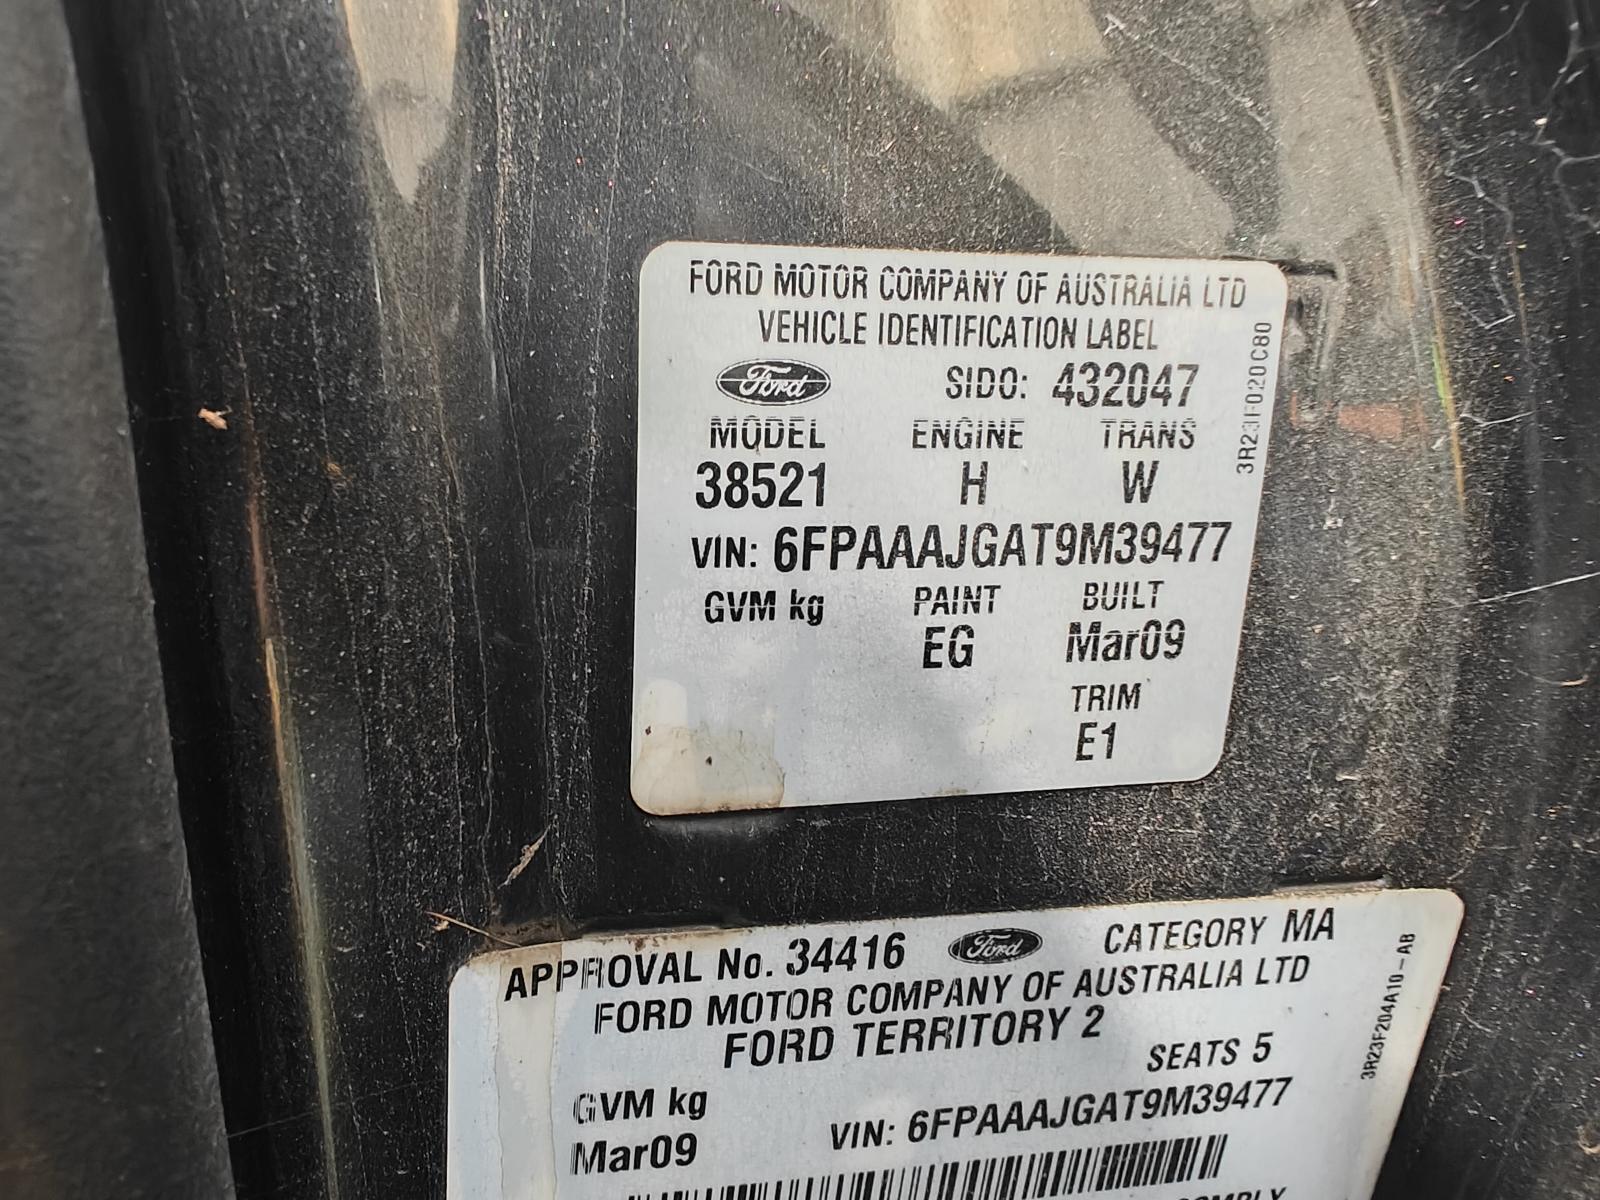 FORD MOTOR COMPANY OF AUSTRALIA LTD
VEHICLE IDENTIFICATION LABEL
Ford SIDO: 432047
MODEL ENGINE TRANS
38521 H W
VIN: 6FPAAAJGAT9M39477
GVM kg PAINT BUILT
EG Mar09
TRIM
E1
3R23F020C80
APPROVAL No. 34416 Ford CATEGORY MA
FORD MOTOR COMPANY OF AUSTRALIA LTD
FORD TERRITORY 2
SEATS 5
GVM kg
Mar09 VIN: 6FPAAAJGAT9M39477
3R23F204A10-AB